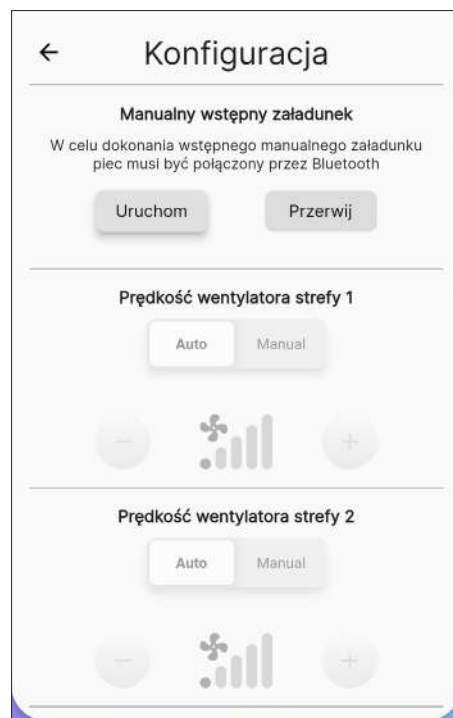 Konfiguracja
Manualny wstępny załadunek
W celu dokonania wstępnego manualnego załadunku
piec musi być połączony przez Bluetooth
Uruchom Przerwij
Prędkość wentylatora strefy 1
Auto Manual
Prędkość wentylatora strefy 2
Auto Manual